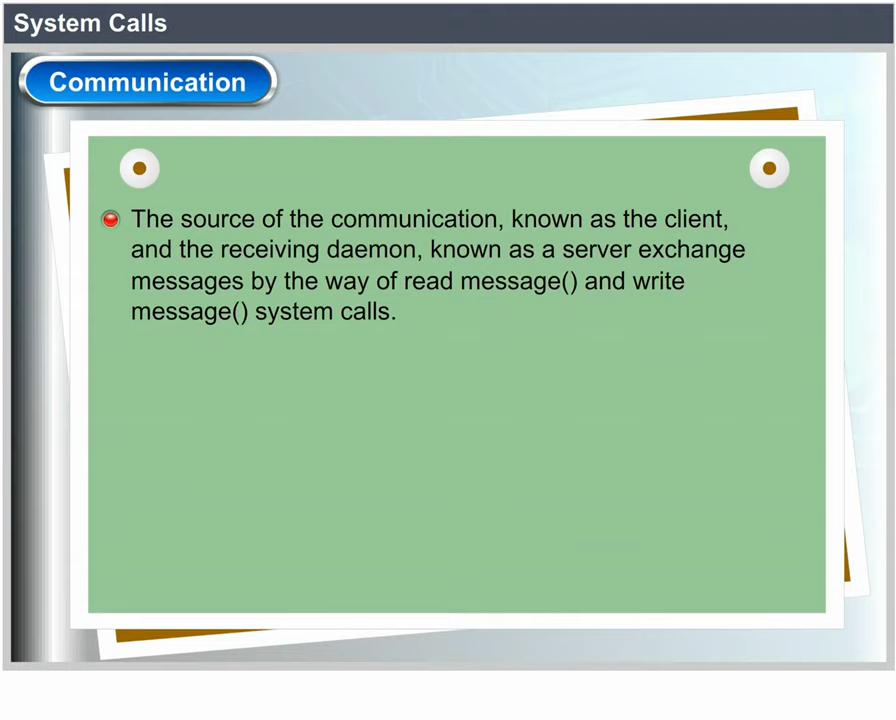 System Calls
Communication
The source of the communication, known as the client,
and the receiving daemon, known as a server exchange
messages by the way of read message() and write
message() system calls.